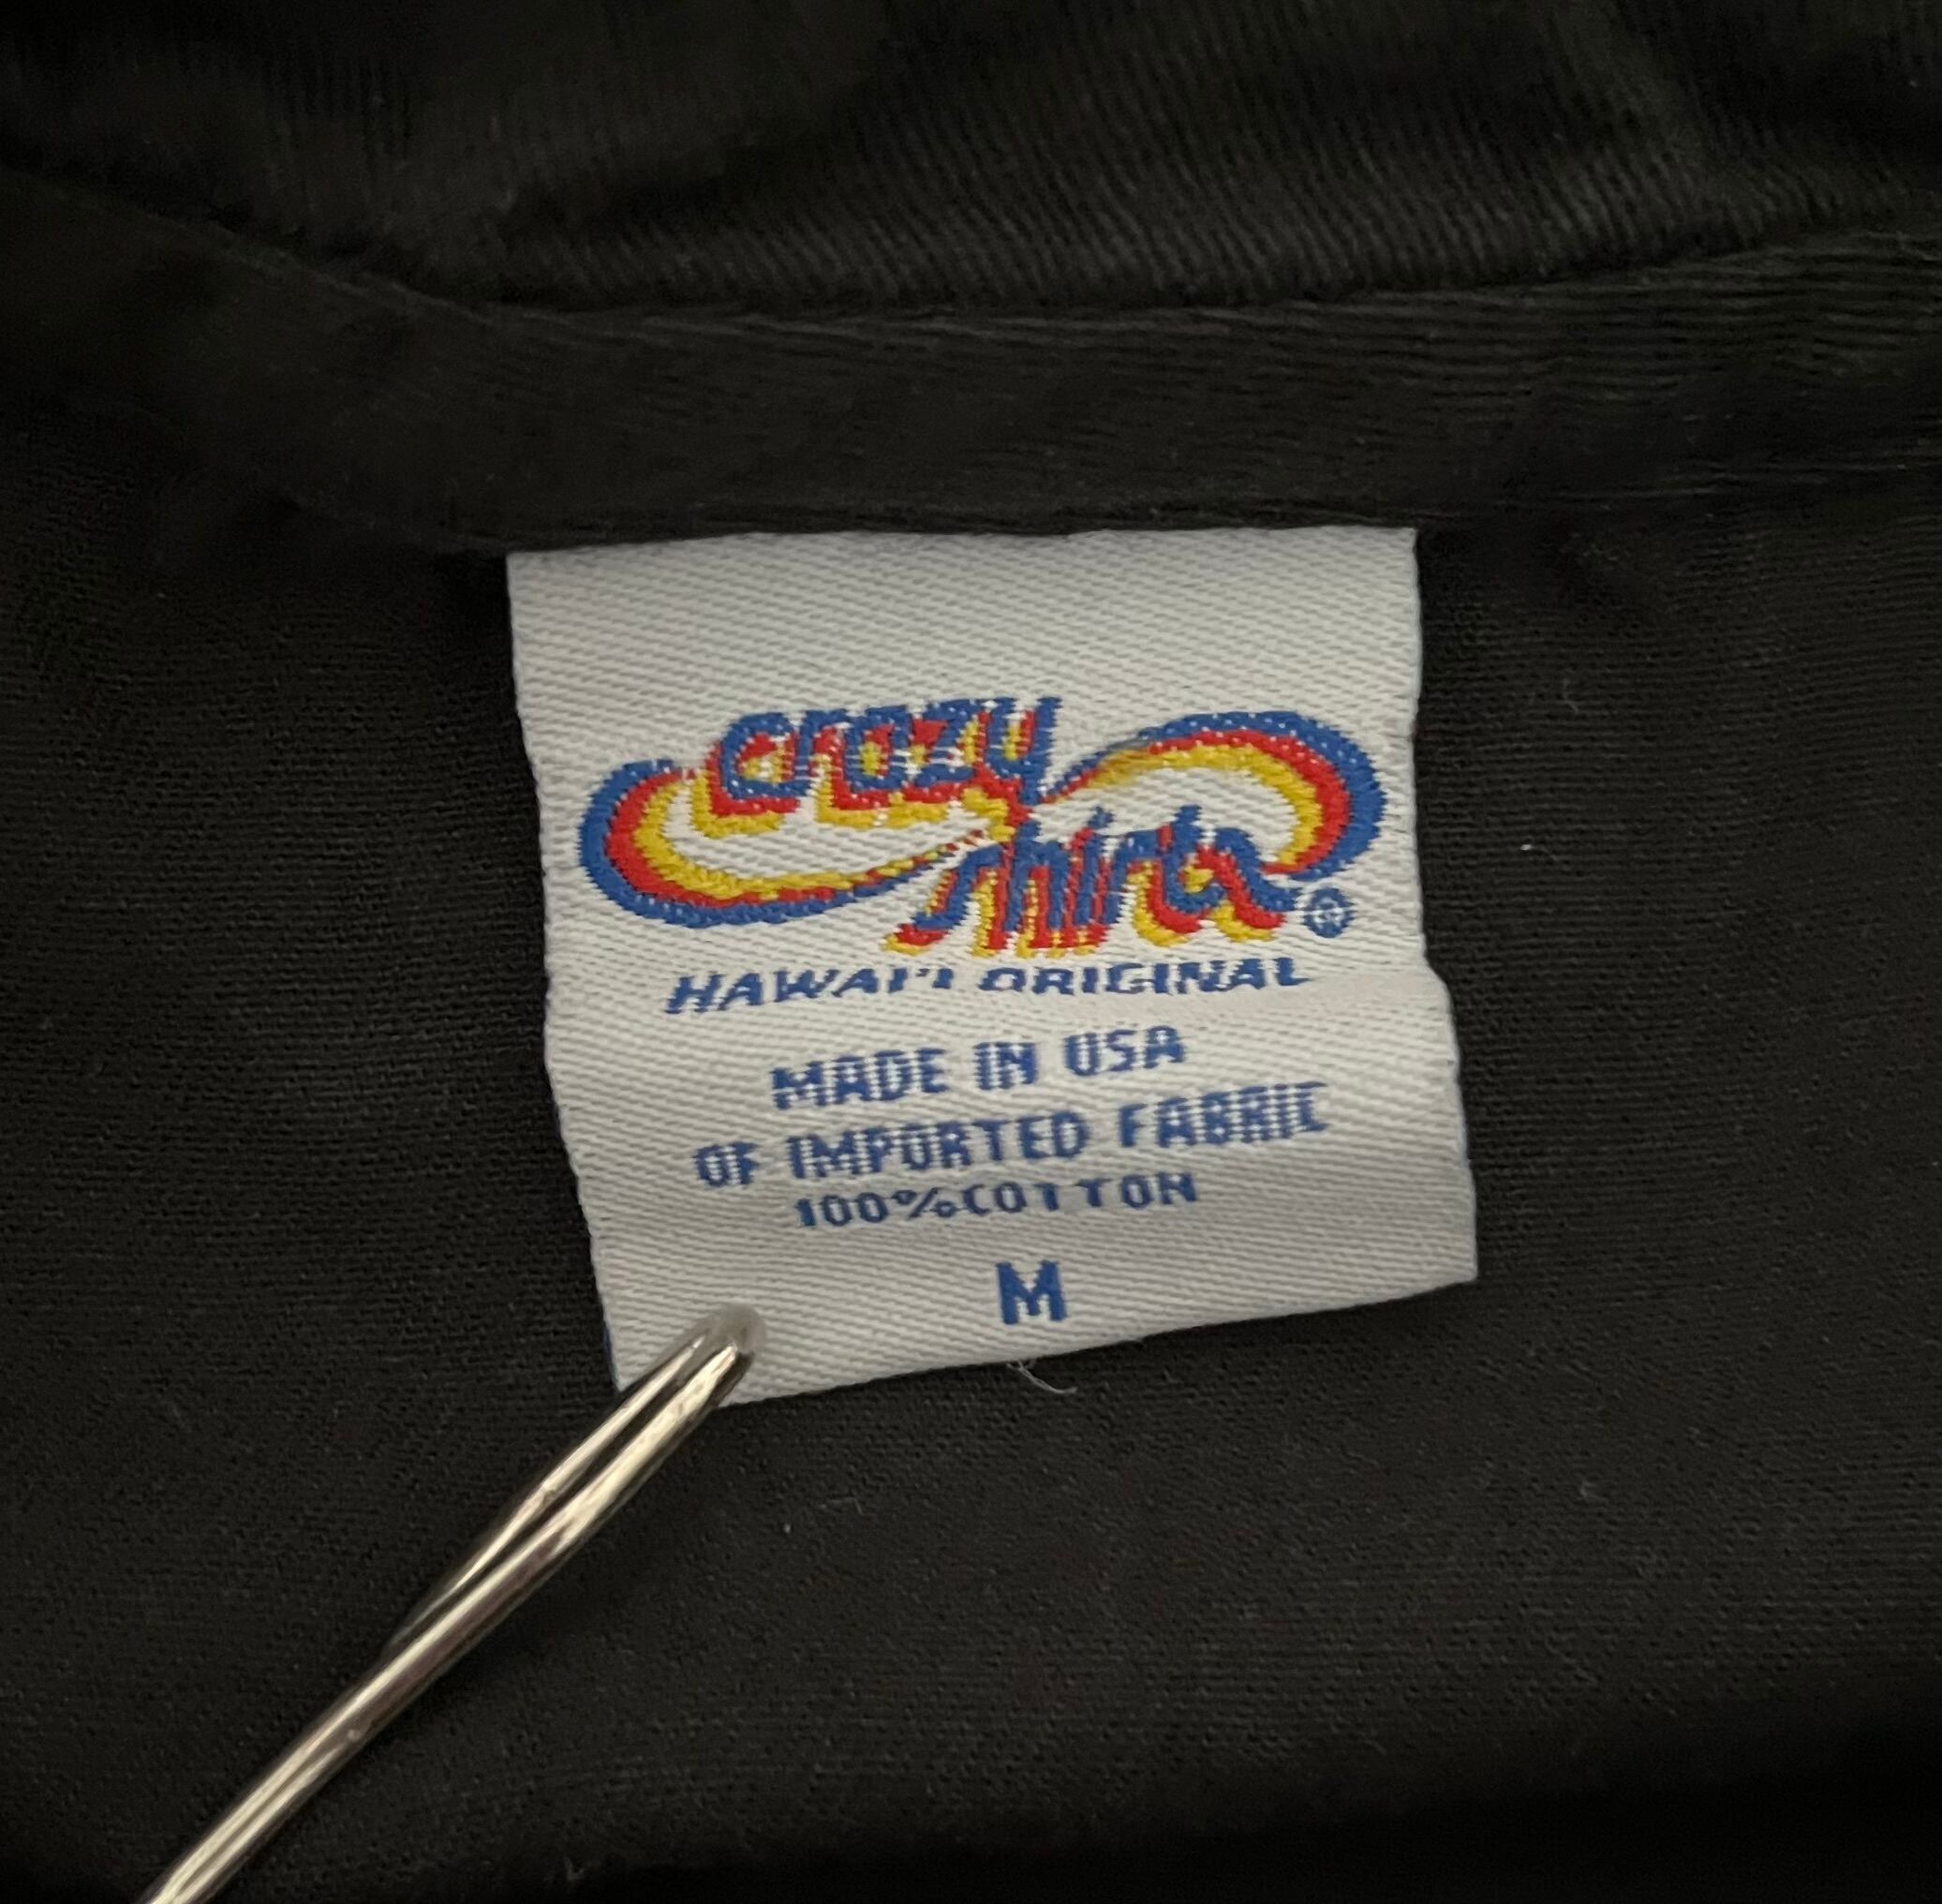 crazy
shirts®
HAWAI'I ORIGINAL
MADE IN USA
OF IMPORTED FABRIC
100% COTTON
M